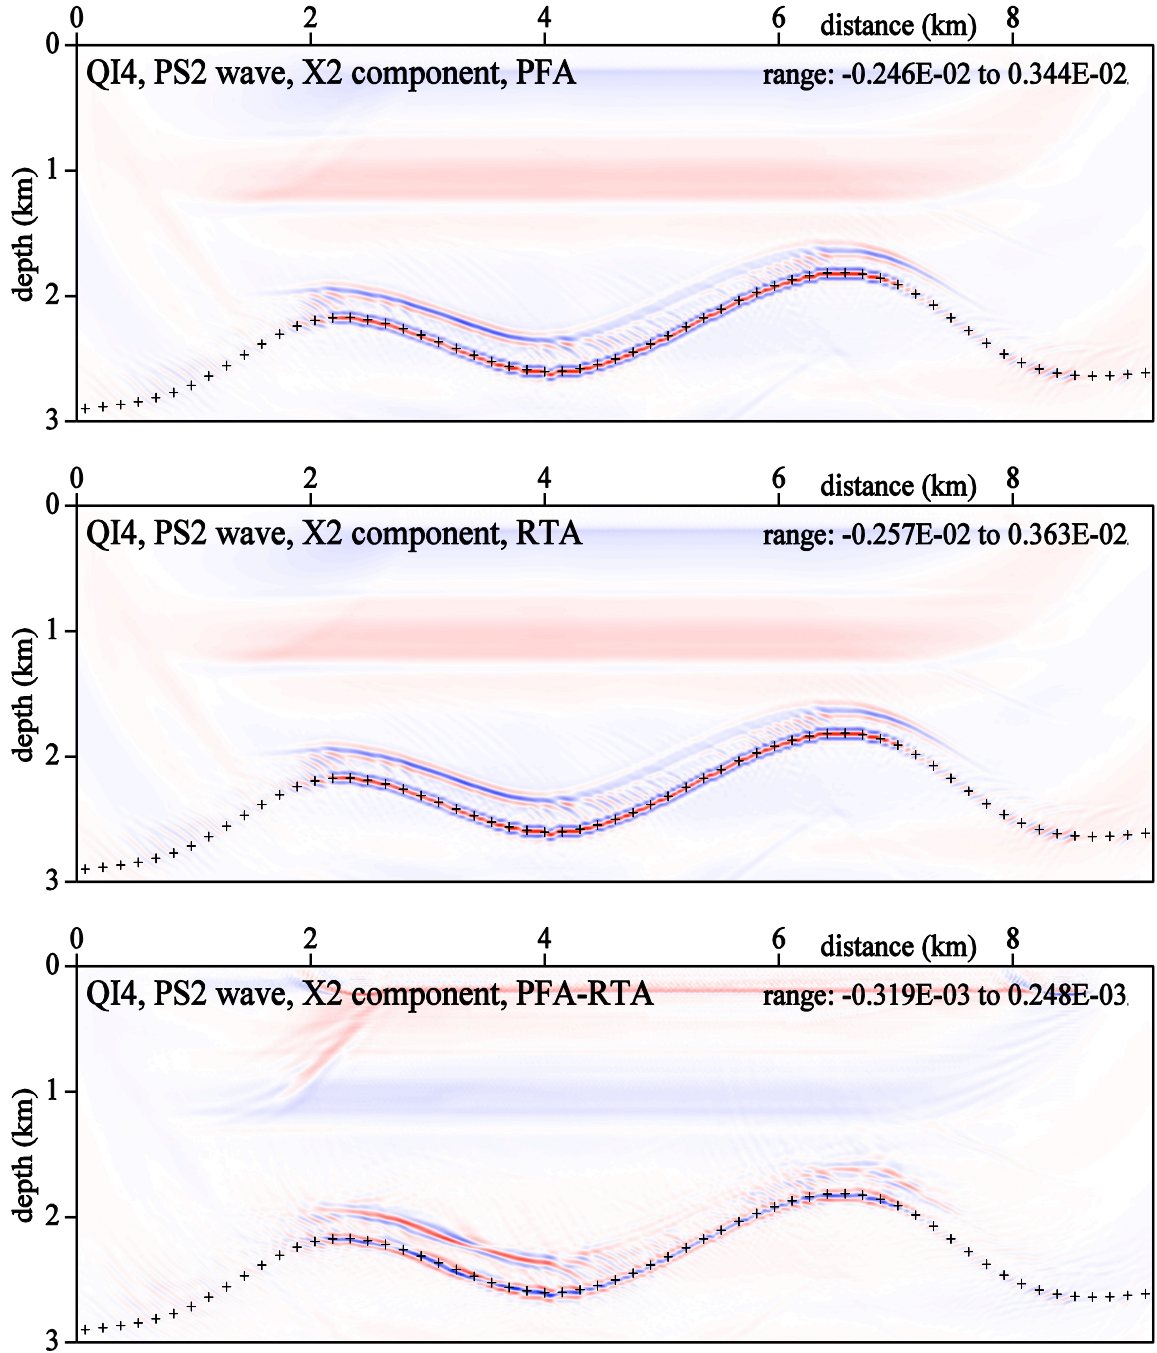 0 2 4 6 distance (km) 8
0
QI4, PS2 wave, X2 component, PFA range: -0.246E-02 to 0.344E-02
1
depth (km)
2
3
0 2 4 6 distance (km) 8
0
QI4, PS2 wave, X2 component, RTA range: -0.257E-02 to 0.363E-02
1
depth (km)
2
3
0 2 4 6 distance (km) 8
0
QI4, PS2 wave, X2 component, PFA-RTA range: -0.319E-03 to 0.248E-03
1
depth (km)
2
3